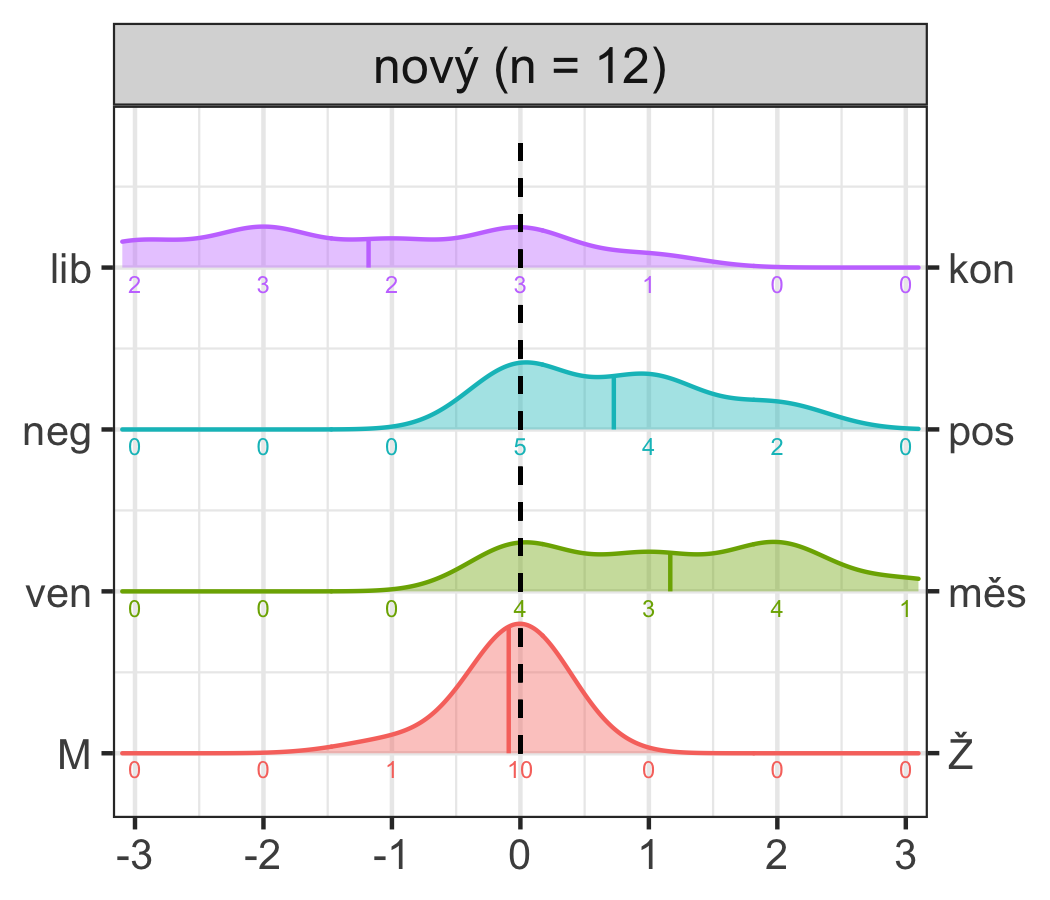 nový (n = 12)
lib kon
2 3 2 3 1 0 0
neg pos
0 0 0 5 4 2 0
ven měs
0 0 0 4 3 4 1
M Ž
0 0 1 10 0 0 0
-3 -2 -1 0 1 2 3